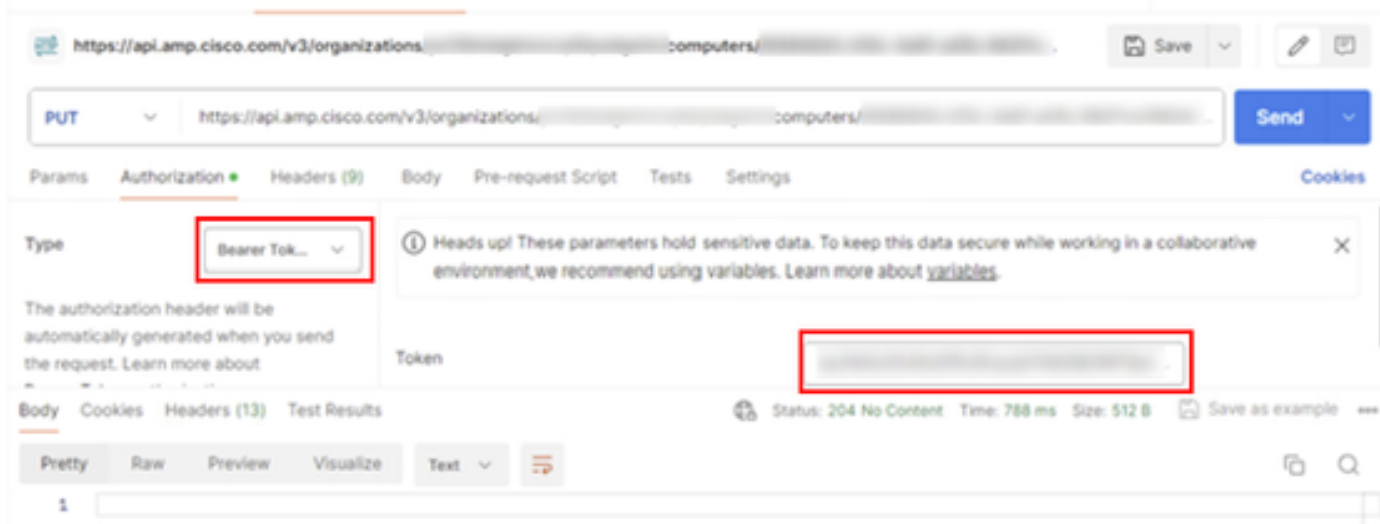 https://api.amp.cisco.com/v3/organizations computers/ Save
PUT https://api.amp.cisco.com/v3/organizations computers/ Send
Params Authorization Headers (9) Body Pre-request Script Tests Settings Cookies
Type
Bearer Tok...
Heads up! These parameters hold sensitive data. To keep this data secure while working in a collaborative
environment,we recommend using variables. Learn more about variables.
The authorization header will be
automatically generated when you send
the request. Learn more about
Token
Body Cookies Headers (13) Test Results Status: 204 No Content Time: 788 ms Size: 512 B Save as example
Pretty Raw Preview Visualize Text
1